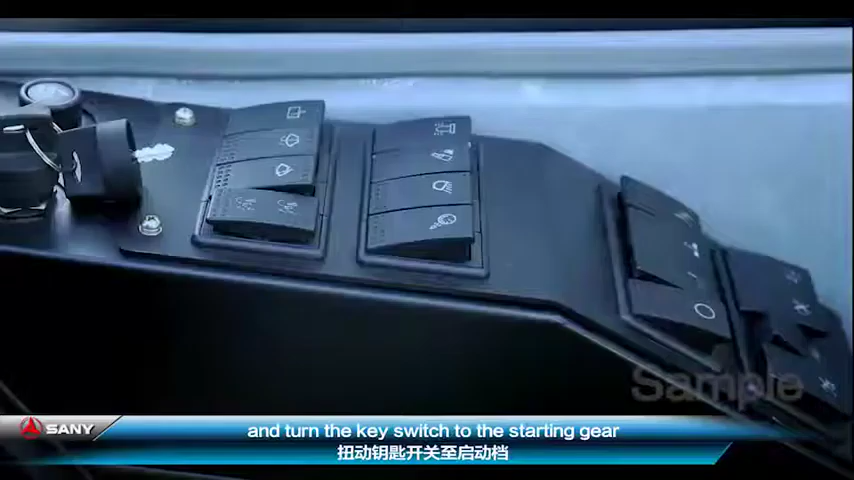 Sample
SANY
and turn the key switch to the starting gear
扭动钥匙开关至启动档